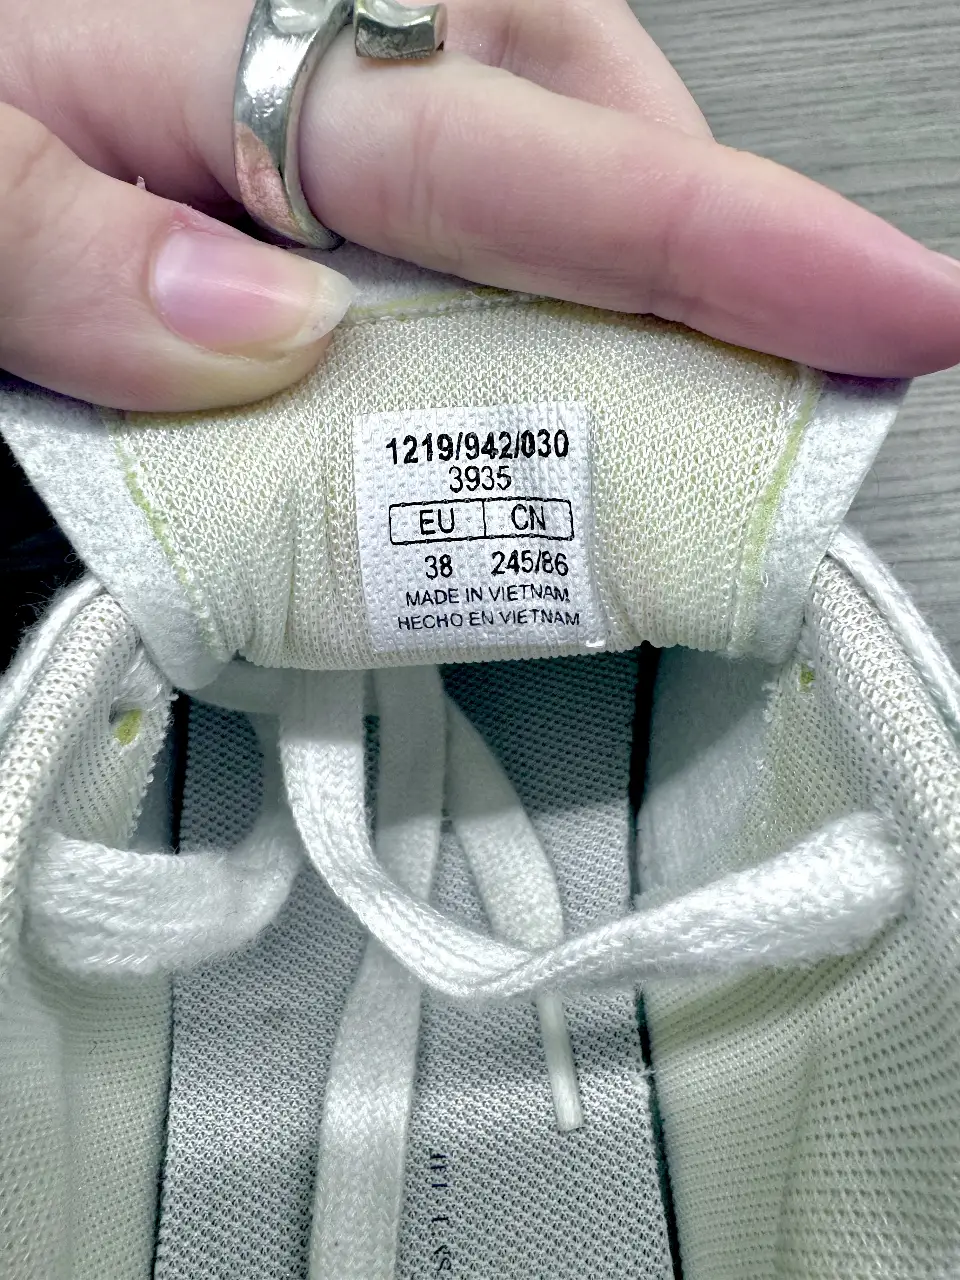 1219/942/030
3935
EU CN
38 245/86
MADE IN VIETNAM
HECHO EN VIETNAM